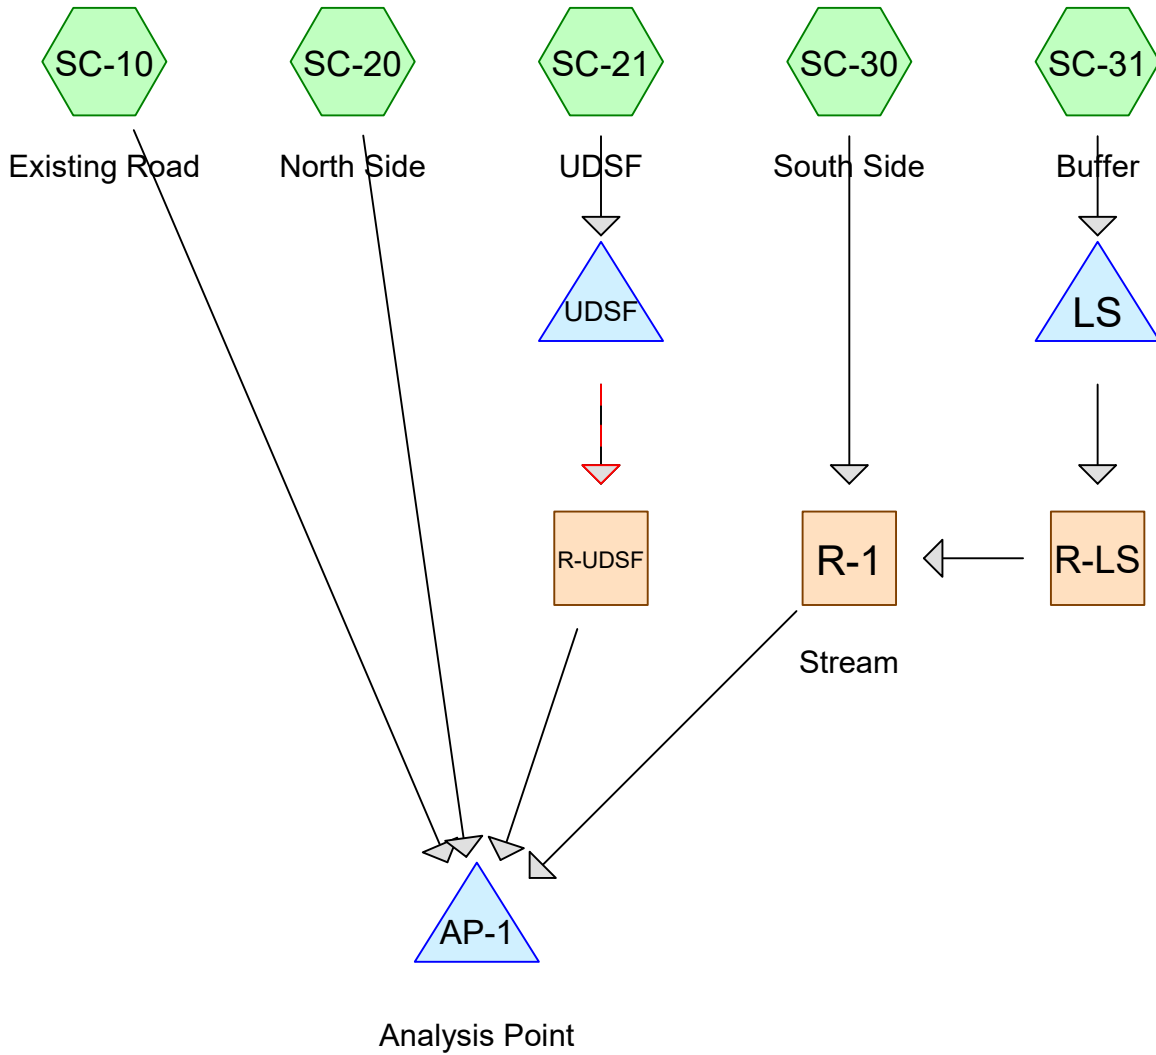 SC-10
SC-20
SC-21
SC-30
SC-31
Existing Road
North Side
UDSF
South Side
Buffer
UDSF
LS
R-UDSF
R-1
R-LS
Stream
AP-1
Analysis Point